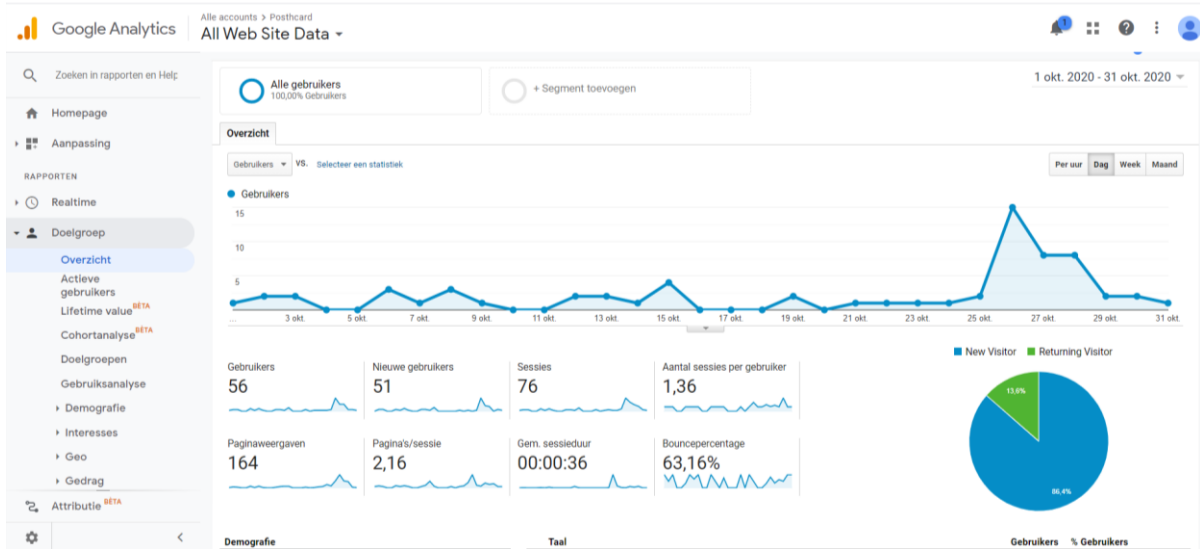 Google Analytics
Alle accounts > Posthcard
All Web Site Data
1
Zoeken in rapporten en Help
Homepage
Aanpassing
RAPPORTEN
Realtime
Doelgroep
Overzicht
Actieve
gebruikers
Lifetime value BÈTA
Cohortanalyse BÈTA
Doelgroepen
Gebruiksanalyse
Demografie
Interesses
Geo
Gedrag
Attributie BÈTA
Alle gebruikers
100,00% Gebruikers
+ Segment toevoegen
1 okt. 2020 - 31 okt. 2020
Overzicht
Gebruikers VS. Selecteer een statistiek
Per uur Dag Week Maand
Gebruikers
15
10
5
... 3 okt. 5 okt. 7 okt. 9 okt. 11 okt. 13 okt. 15 okt. 17 okt. 19 okt. 21 okt. 23 okt. 25 okt. 27 okt. 29 okt. 31 okt.
Gebruikers
56
Nieuwe gebruikers
51
Sessies
76
Aantal sessies per gebruiker
1,36
Paginaweergaven
164
Pagina's/sessie
2,16
Gem. sessieduur
00:00:36
Bouncepercentage
63,16%
New Visitor Returning Visitor
13,6%
86,4%
Demografie
Taal
Gebruikers % Gebruikers